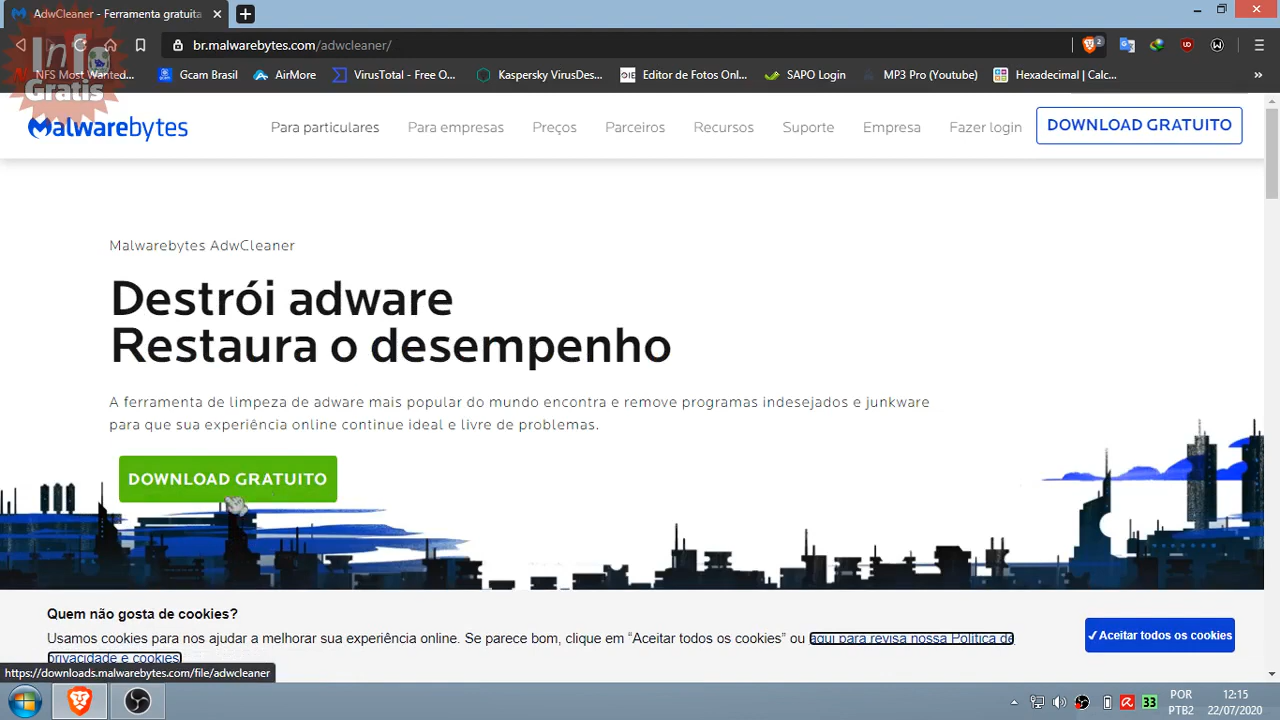 AdwCleaner - Ferramenta gratuita
Info
Gratis
br.malwarebytes.com/adwcleaner/
2
NFS Most Wanted...
Gcam Brasil
AirMore
VirusTotal - Free O...
Kaspersky VirusDes...
Editor de Fotos Onl...
SAPO Login
MP3 Pro (Youtube)
Hexadecimal | Calc...
»
Malwarebytes
Para particulares
Para empresas
Preços
Parceiros
Recursos
Suporte
Empresa
Fazer login
DOWNLOAD GRATUITO
Malwarebytes AdwCleaner
Destrói adware
Restaura o desempenho
A ferramenta de limpeza de adware mais popular do mundo encontra e remove programas indesejados e junkware
para que sua experiência online continue ideal e livre de problemas.
DOWNLOAD GRATUITO
Quem não gosta de cookies?
Usamos cookies para nos ajudar a melhorar sua experiência online. Se parece bom, clique em “Aceitar todos os cookies” ou aqui para revisa nossa Política de
privacidade e cookies.
✓Aceitar todos os cookies
https://downloads.malwarebytes.com/file/adwcleaner
33
POR
PTB2
12:15
22/07/2020